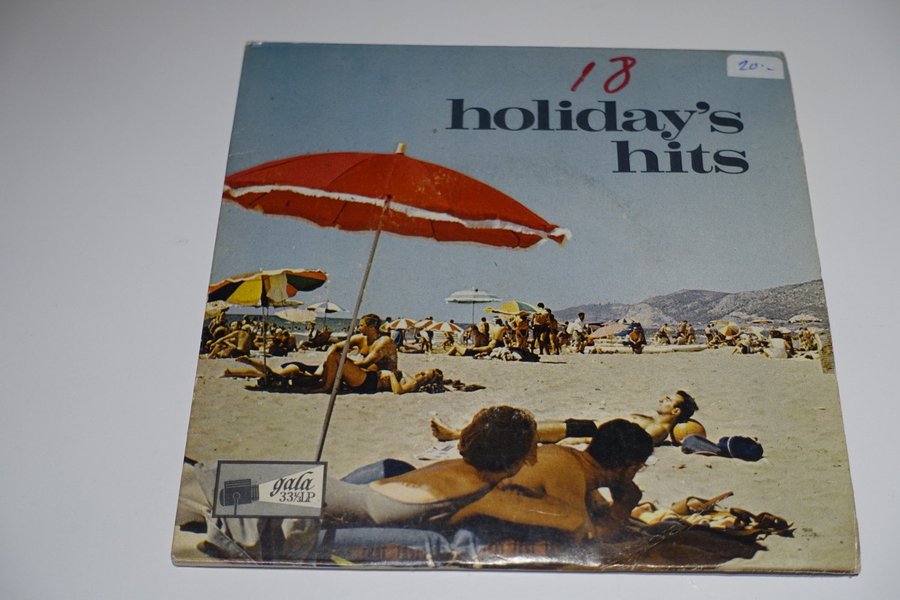 18
20.-
holiday's
hits
gala
33⅓LP